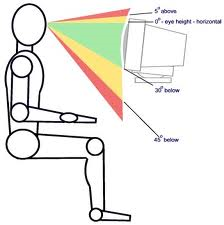 5° above
0° - eye height - horizontal
30° below
45° below